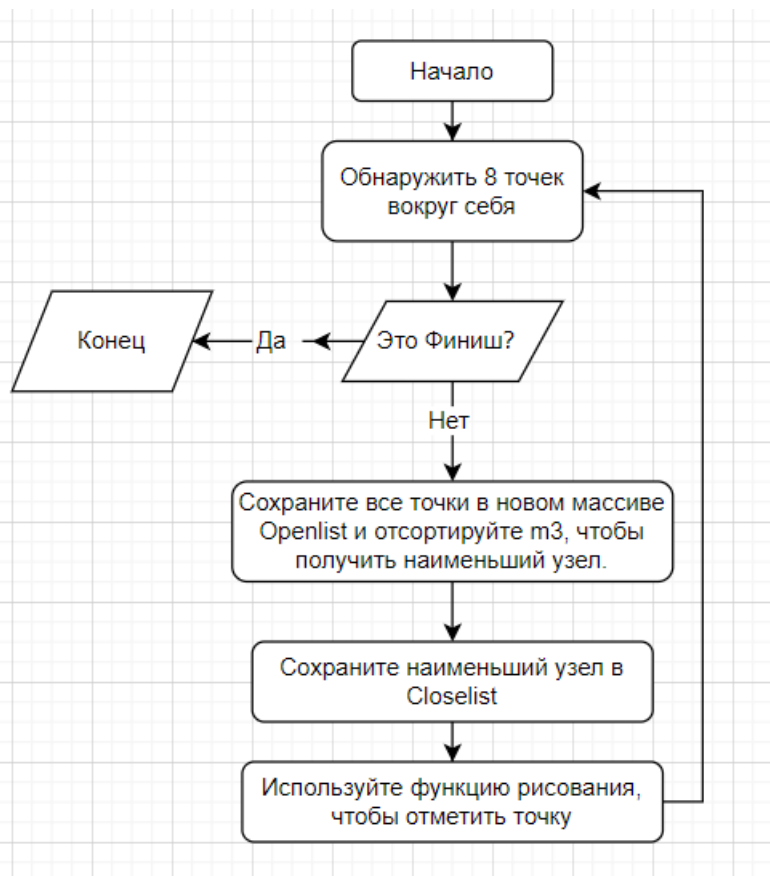 Начало
Обнаружить 8 точек
вокруг себя
Конец
Да
Это Финиш?
Нет
Сохраните все точки в новом массиве
Openlist и отсортируйте m3, чтобы
получить наименьший узел.
Сохраните наименьший узел в
Closelist
Используйте функцию рисования,
чтобы отметить точку